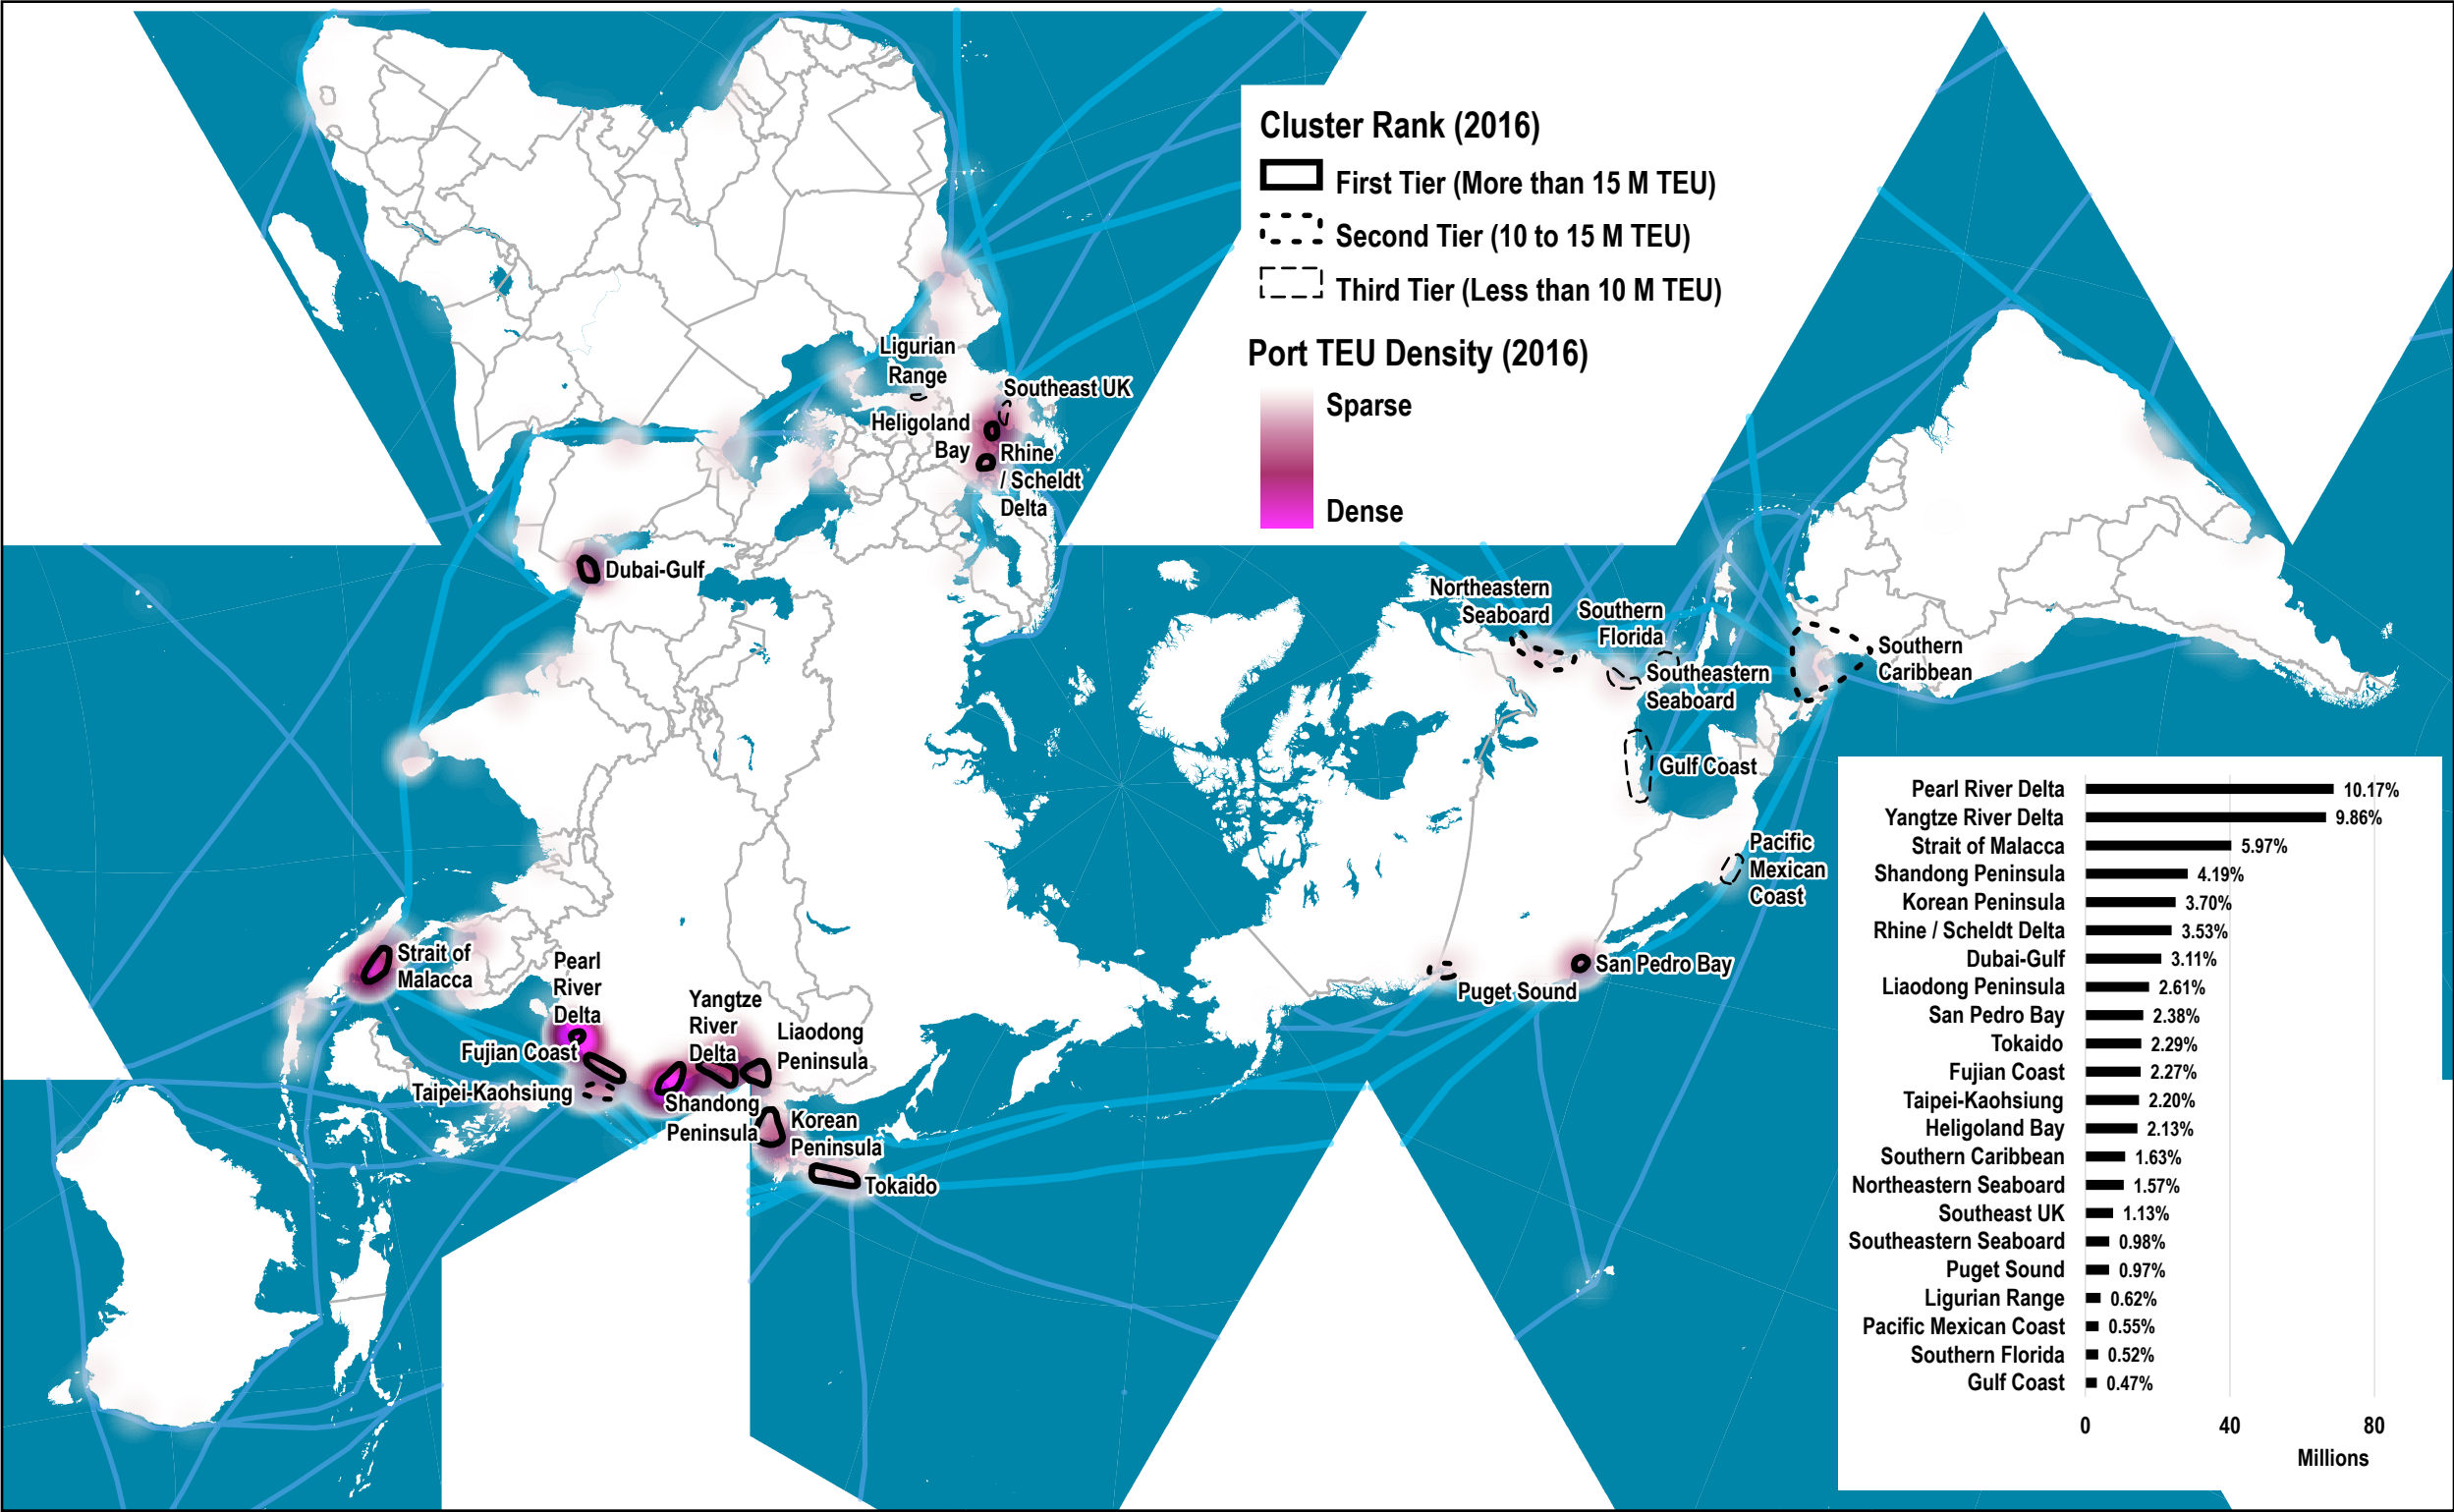 Cluster Rank (2016)
First Tier (More than 15 M TEU)
Second Tier (10 to 15 M TEU)
Third Tier (Less than 10 M TEU)
Port TEU Density (2016)
Sparse
Dense
Ligurian
Range
Southeast UK
Heligoland
Bay
Rhine
/ Scheldt
Delta
Dubai-Gulf
Northeastern
Seaboard
Southern
Florida
Southeastern
Seaboard
Southern
Caribbean
Gulf Coast
Pacific
Mexican
Coast
San Pedro Bay
Puget Sound
Strait of
Malacca
Pearl
River
Delta
Fujian Coast
Taipei-Kaohsiung
Yangtze
River
Delta
Liaodong
Peninsula
Shandong
Peninsula
Korean
Peninsula
Tokaido
Pearl River Delta 10.17%
Yangtze River Delta 9.86%
Strait of Malacca 5.97%
Shandong Peninsula 4.19%
Korean Peninsula 3.70%
Rhine / Scheldt Delta 3.53%
Dubai-Gulf 3.11%
Liaodong Peninsula 2.61%
San Pedro Bay 2.38%
Tokaido 2.29%
Fujian Coast 2.27%
Taipei-Kaohsiung 2.20%
Heligoland Bay 2.13%
Southern Caribbean 1.63%
Northeastern Seaboard 1.57%
Southeast UK 1.13%
Southeastern Seaboard 0.98%
Puget Sound 0.97%
Ligurian Range 0.62%
Pacific Mexican Coast 0.55%
Southern Florida 0.52%
Gulf Coast 0.47%
0 40 80
Millions